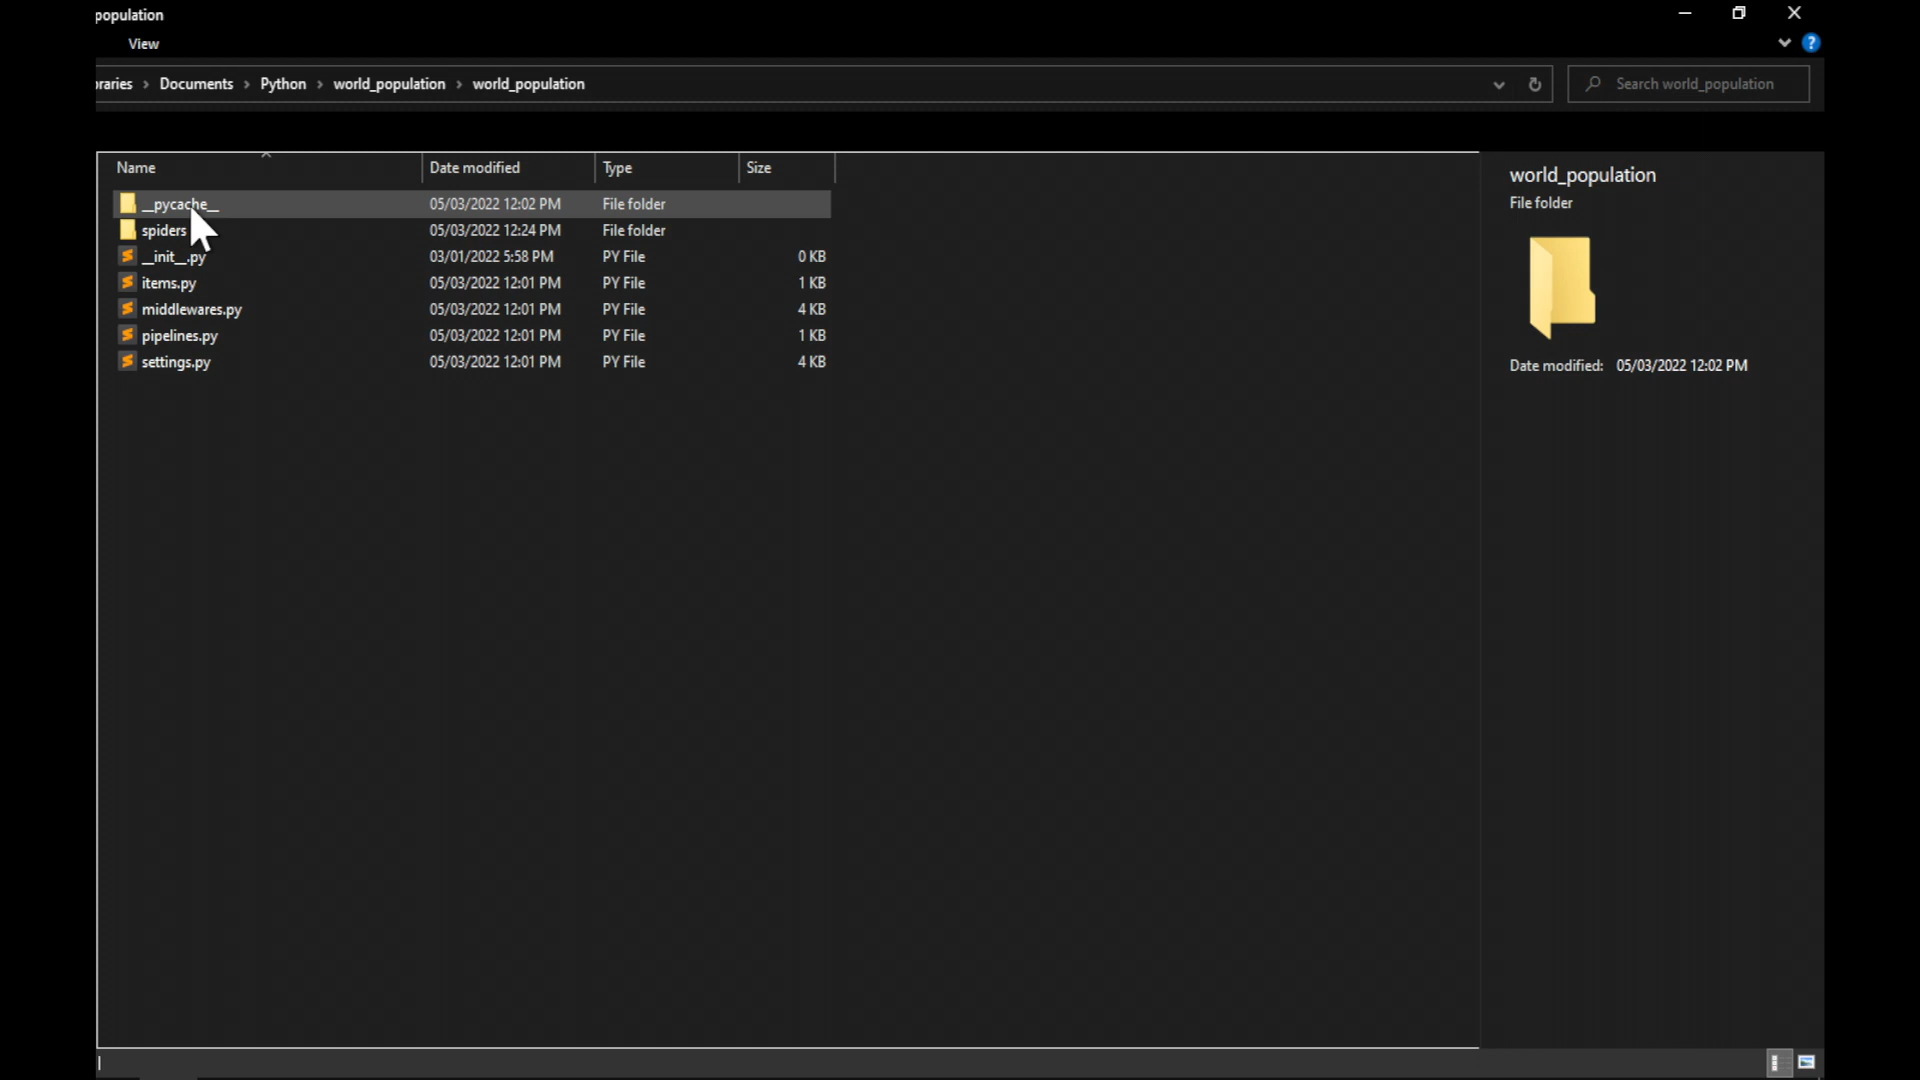 population
View
Documents > Python > world_population > world_population
Search world_population
Name Date modified Type Size
__pycache__ 05/03/2022 12:02 PM File folder
spiders 05/03/2022 12:24 PM File folder
__init__.py 03/01/2022 5:58 PM PY File 0 KB
items.py 05/03/2022 12:01 PM PY File 1 KB
middlewares.py 05/03/2022 12:01 PM PY File 4 KB
pipelines.py 05/03/2022 12:01 PM PY File 1 KB
settings.py 05/03/2022 12:01 PM PY File 4 KB
world_population
File folder
Date modified: 05/03/2022 12:02 PM